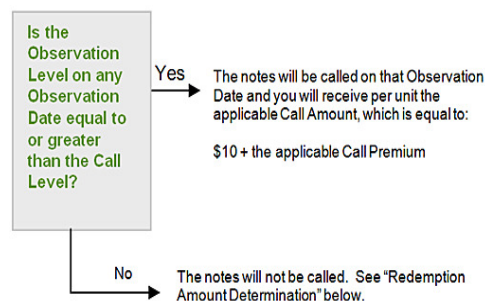 Is the
Observation
Level on any
Observation
Date equal to
or greater
than the Call
Level?
Yes
The notes will be called on that Observation
Date and you will receive per unit the
applicable Call Amount, which is equal to:
$10 + the applicable Call Premium
No
The notes will not be called. See “Redemption
Amount Determination” below.